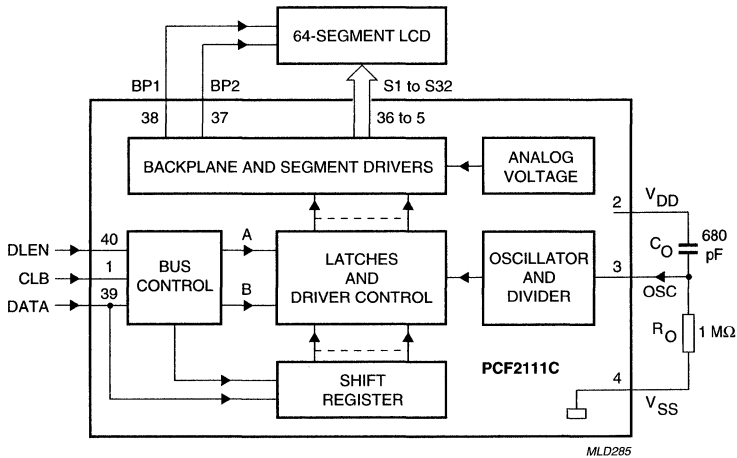 64-SEGMENT LCD
BP1
BP2
S1 to S32
38
37
36 to 5
BACKPLANE AND SEGMENT DRIVERS
ANALOG
VOLTAGE
2
VDD
DLEN
40
CLB
1
DATA
39
BUS
CONTROL
A
B
LATCHES
AND
DRIVER CONTROL
OSCILLATOR
AND
DIVIDER
3
OSC
CO
680
pF
RO
1 MΩ
SHIFT
REGISTER
PCF2111C
4
VSS
MLD285